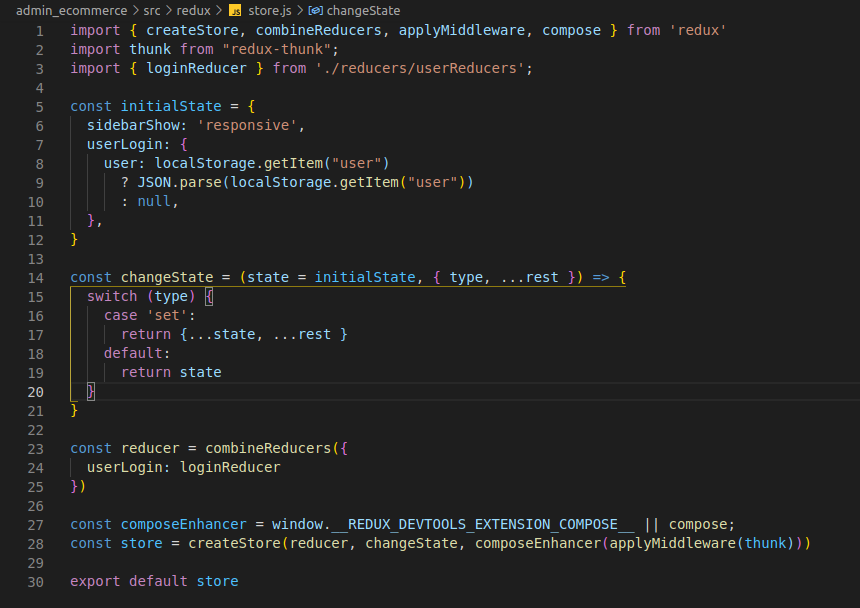 admin_ecommerce > src > redux > JS store.js > changeState
1 import { createStore, combineReducers, applyMiddleware, compose } from 'redux'
2 import thunk from "redux-thunk";
3 import { loginReducer } from './reducers/userReducers';
4
5 const initialState = {
6   sidebarShow: 'responsive',
7   userLogin: {
8     user: localStorage.getItem("user")
9       ? JSON.parse(localStorage.getItem("user"))
10       : null,
11   },
12 }
13
14 const changeState = (state = initialState, { type, ...rest }) => {
15   switch (type) {
16     case 'set':
17       return {...state, ...rest }
18     default:
19       return state
20   }
21 }
22
23 const reducer = combineReducers({
24   userLogin: loginReducer
25 })
26
27 const composeEnhancer = window.__REDUX_DEVTOOLS_EXTENSION_COMPOSE__ || compose;
28 const store = createStore(reducer, changeState, composeEnhancer(applyMiddleware(thunk)))
29
30 export default store